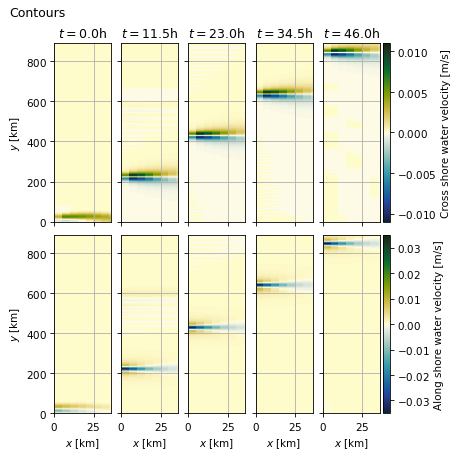 Contours
t = 0.0h t = 11.5h t = 23.0h t = 34.5h t = 46.0h
y [km]
800
600
400
200
0
0.010
0.005
0.000
−0.005
−0.010
Cross shore water velocity [m/s]
y [km]
800
600
400
200
0
0 25 0 25 0 25 0 25 0 25
x [km] x [km] x [km] x [km] x [km]
0.03
0.02
0.01
0.00
−0.01
−0.02
−0.03
Along shore water velocity [m/s]